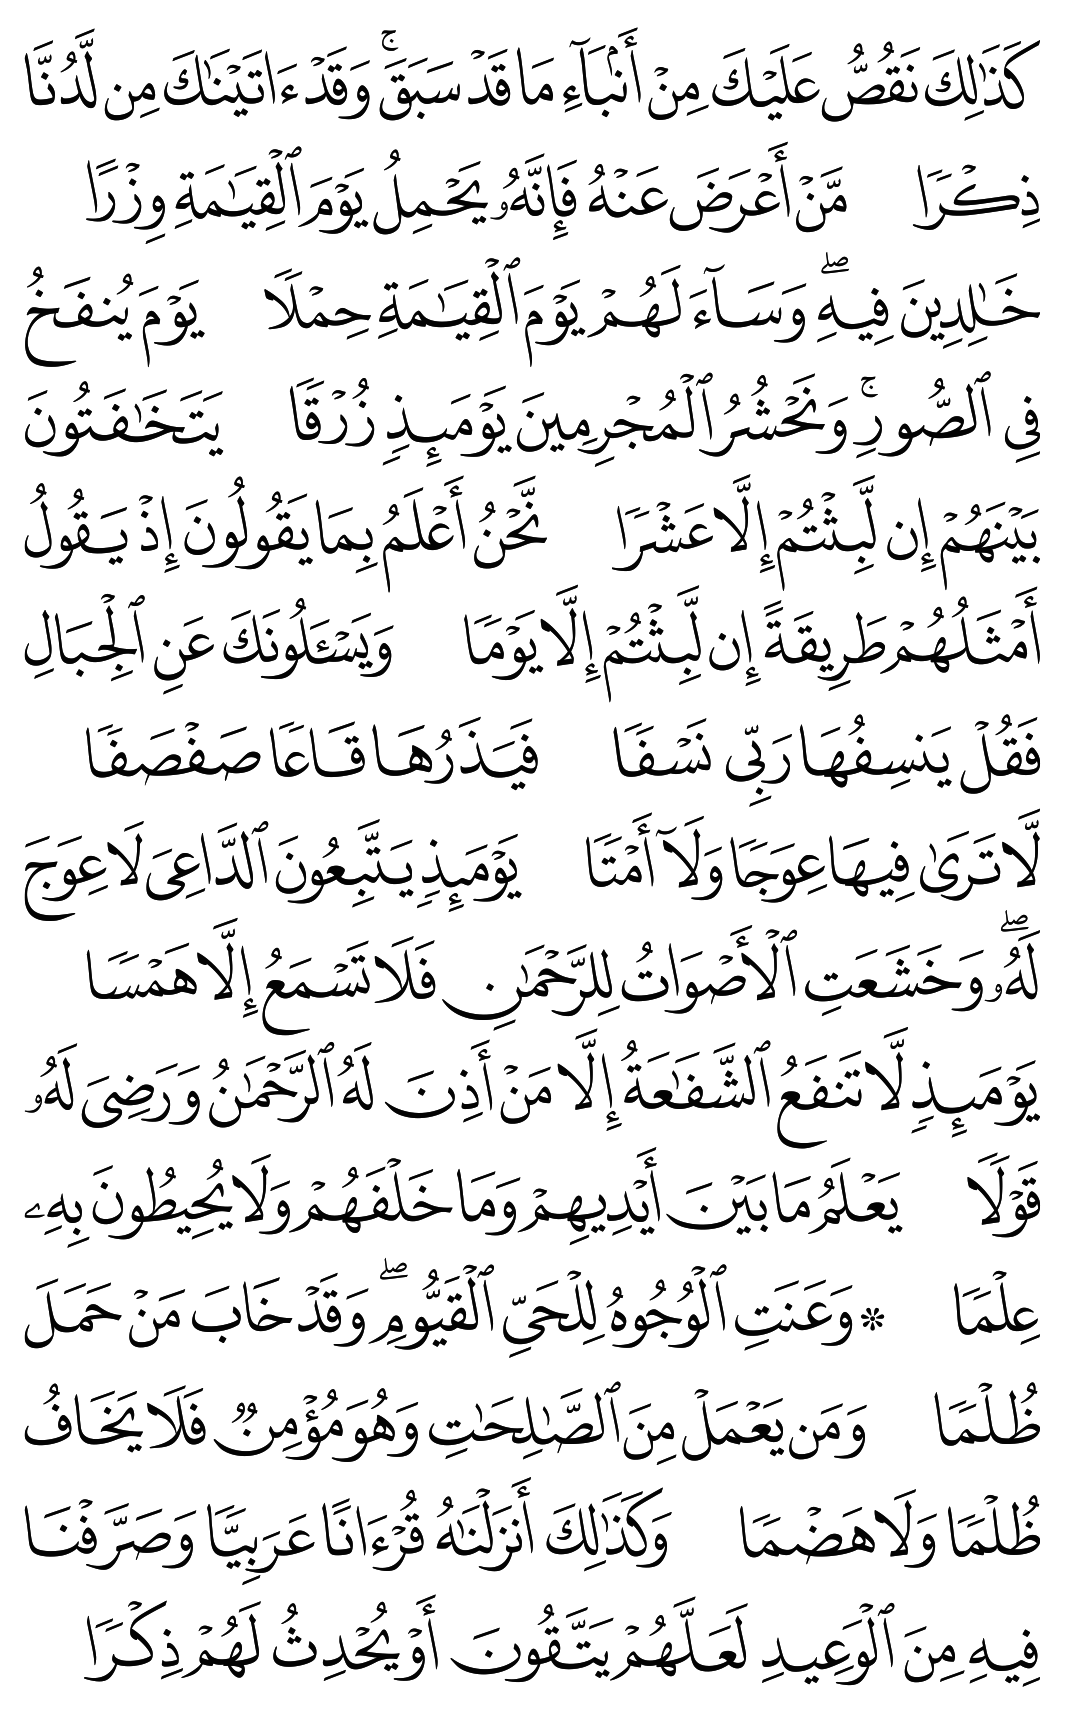 كَذَٰلِكَ نَقُصُّ عَلَيْكَ مِنْ أَنۢبَآءِ مَا قَدْ سَبَقَ ۚ وَقَدْ ءَاتَيْنَٰكَ مِن لَّدُنَّا
ذِكْرًا مَّنْ أَعْرَضَ عَنْهُ فَإِنَّهُۥ يَحْمِلُ يَوْمَ ٱلْقِيَٰمَةِ وِزْرًا
خَٰلِدِينَ فِيهِ ۖ وَسَآءَ لَهُمْ يَوْمَ ٱلْقِيَٰمَةِ حِمْلًا يَوْمَ يُنفَخُ
فِى ٱلصُّورِ ۚ وَنَحْشُرُ ٱلْمُجْرِمِينَ يَوْمَئِذٍ زُرْقًا يَتَخَٰفَتُونَ
بَيْنَهُمْ إِن لَّبِثْتُمْ إِلَّا عَشْرًا نَّحْنُ أَعْلَمُ بِمَا يَقُولُونَ إِذْ يَقُولُ
أَمْثَلُهُمْ طَرِيقَةً إِن لَّبِثْتُمْ إِلَّا يَوْمًا وَيَسْـَٔلُونَكَ عَنِ ٱلْجِبَالِ
فَقُلْ يَنسِفُهَا رَبِّى نَسْفًا فَيَذَرُهَا قَاعًا صَفْصَفًا
لَّا تَرَىٰ فِيهَا عِوَجًا وَلَآ أَمْتًا يَوْمَئِذٍ يَتَّبِعُونَ ٱلدَّاعِىَ لَا عِوَجَ
لَهُۥ ۖ وَخَشَعَتِ ٱلْأَصْوَاتُ لِلرَّحْمَٰنِ فَلَا تَسْمَعُ إِلَّا هَمْسًا
يَوْمَئِذٍ لَّا تَنفَعُ ٱلشَّفَٰعَةُ إِلَّا مَنْ أَذِنَ لَهُ ٱلرَّحْمَٰنُ وَرَضِىَ لَهُۥ
قَوْلًا يَعْلَمُ مَا بَيْنَ أَيْدِيهِمْ وَمَا خَلْفَهُمْ وَلَا يُحِيطُونَ بِهِۦ
عِلْمًا * وَعَنَتِ ٱلْوُجُوهُ لِلْحَىِّ ٱلْقَيُّومِ ۖ وَقَدْ خَابَ مَنْ حَمَلَ
ظُلْمًا وَمَن يَعْمَلْ مِنَ ٱلصَّٰلِحَٰتِ وَهُوَ مُؤْمِنٌ فَلَا يَخَافُ
ظُلْمًا وَلَا هَضْمًا وَكَذَٰلِكَ أَنزَلْنَٰهُ قُرْءَانًا عَرَبِيًّا وَصَرَّفْنَا
فِيهِ مِنَ ٱلْوَعِيدِ لَعَلَّهُمْ يَتَّقُونَ أَوْ يُحْدِثُ لَهُمْ ذِكْرًا